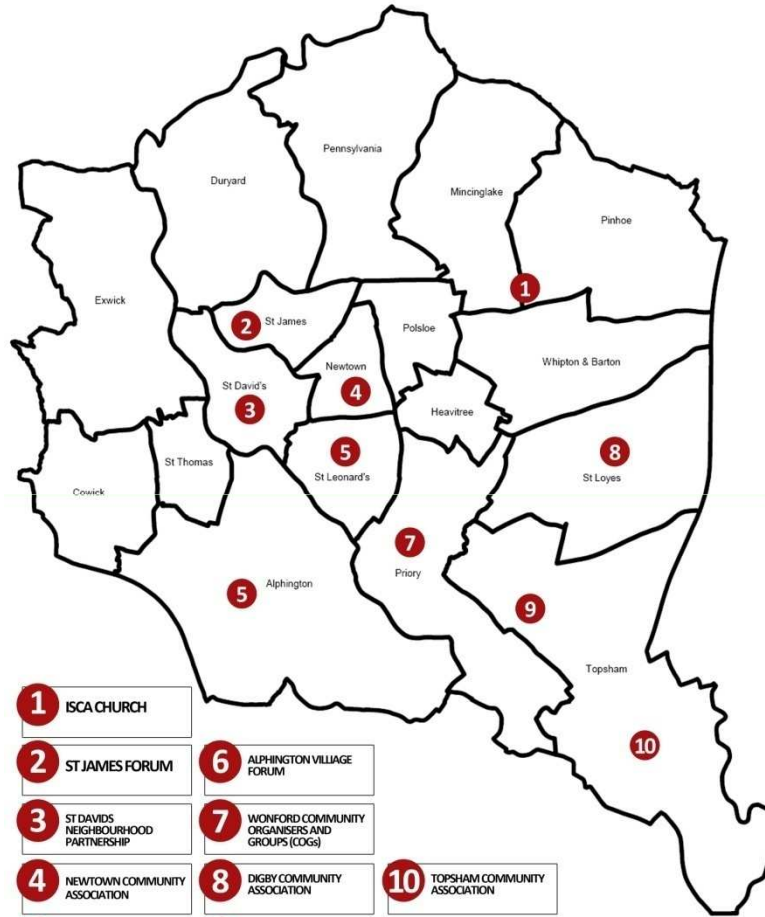 Pennsylvania
Duryard
Mincinglake
Pinhoe
1
Exwick
2
St James
Polsloe
Whipton & Barton
Newtown
St David's
4
3
Heavitree
5
8
St Thomas
St Leonard's
St Loyes
Cowick
7
Priory
Alphington
5
9
Topsham
10
1
ISCA CHURCH
2
ST JAMES FORUM
6
ALPHINGTON VILLIAGE
FORUM
3
ST DAVIDS
NEIGHBOURHOOD
PARTNERSHIP
7
WONFORD COMMUNITY
ORGANISERS AND
GROUPS (COGs)
4
NEWTOWN COMMUNITY
ASSOCIATION
8
DIGBY COMMUNITY
ASSOCIATION
10
TOPSHAM COMMUNITY
ASSOCIATION